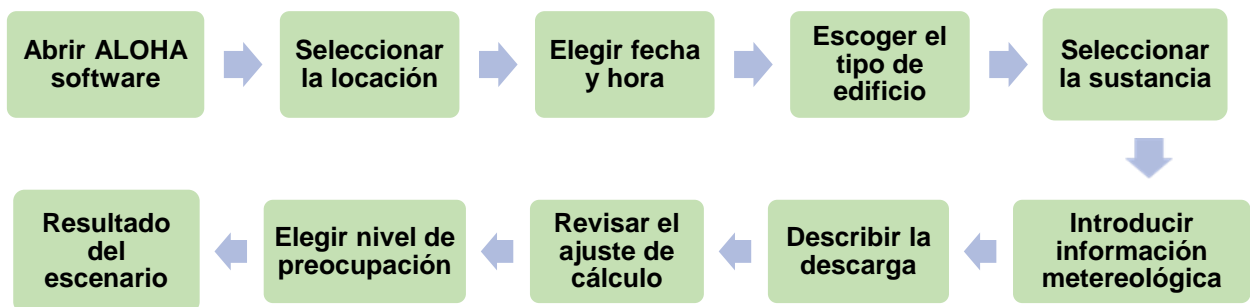 Abrir ALOHA
software
Seleccionar
la locación
Elegir fecha
y hora
Escoger el
tipo de
edificio
Seleccionar
la sustancia
Introducir
información
metereológica
Describir la
descarga
Revisar el
ajuste de
cálculo
Elegir nivel de
preocupación
Resultado
del
escenario